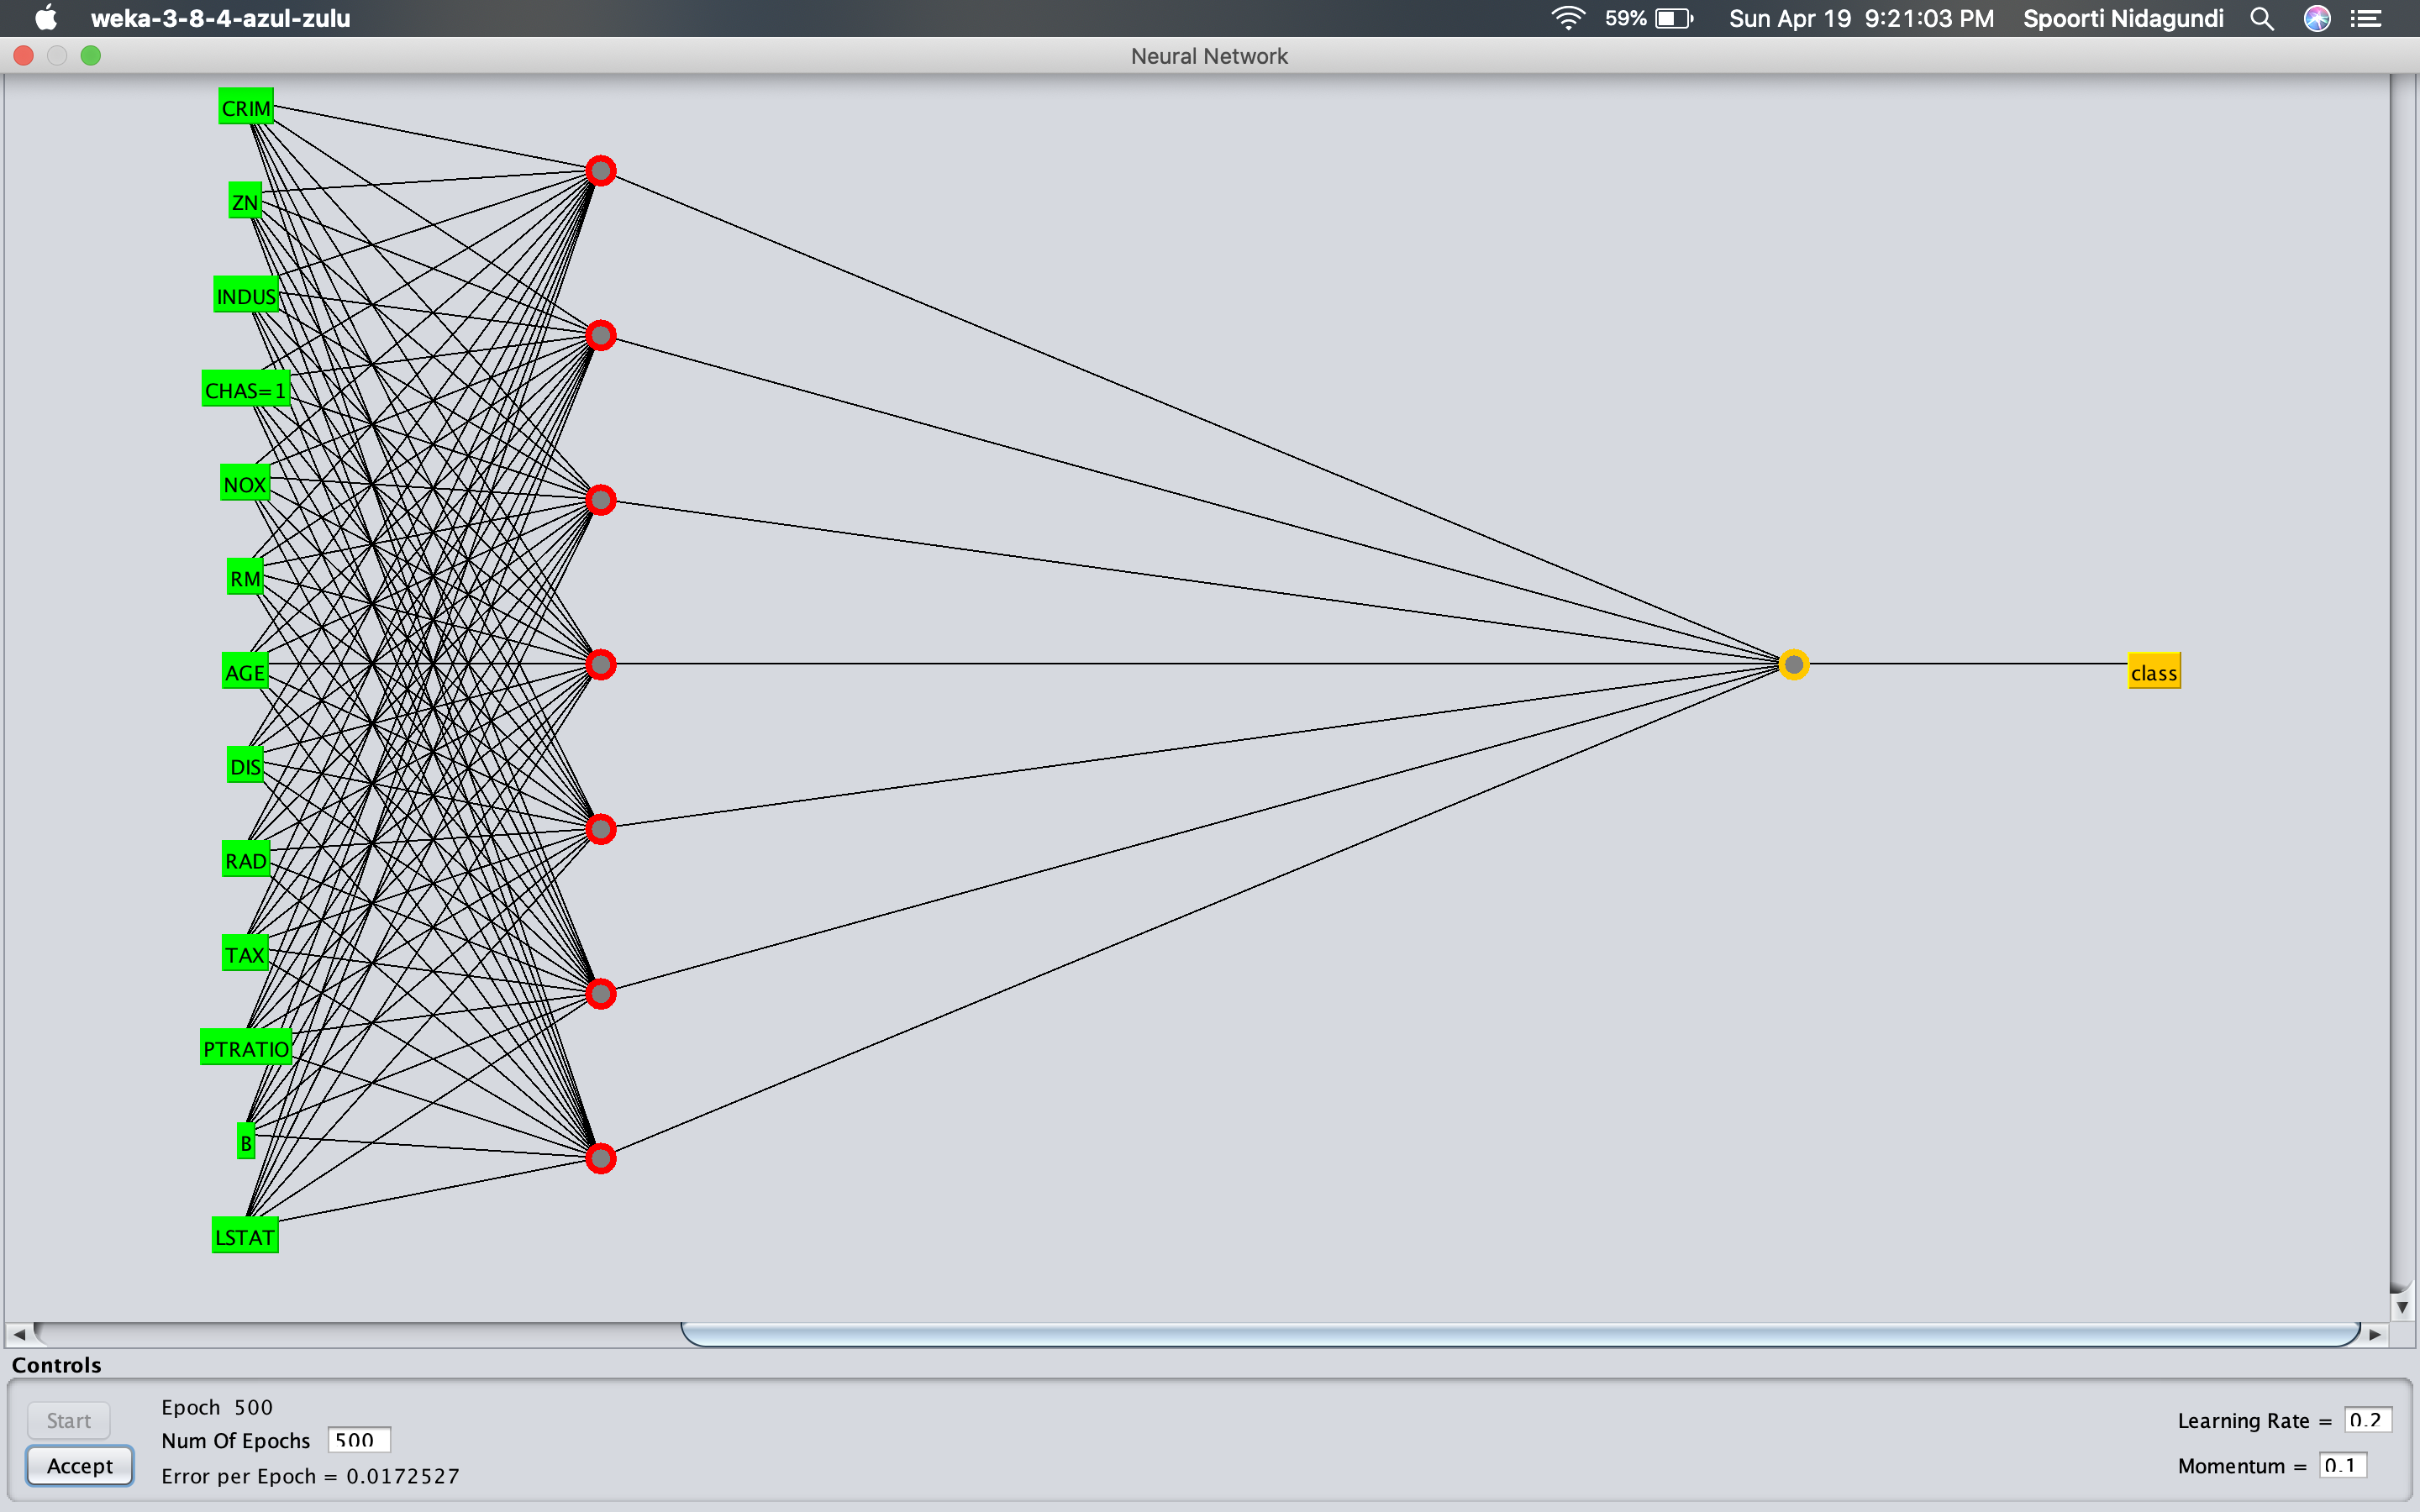 weka-3-8-4-azul-zulu 59% Sun Apr 19 9:21:03 PM Spoorti Nidagundi
Neural Network
CRIM
ZN
INDUS
CHAS=1
NOX
RM
AGE
class
DIS
RAD
TAX
PTRATIO
B
LSTAT
Controls
Start
Accept
Epoch 500
Num Of Epochs 500
Error per Epoch = 0.0172527
Learning Rate = 0.2
Momentum = 0.1